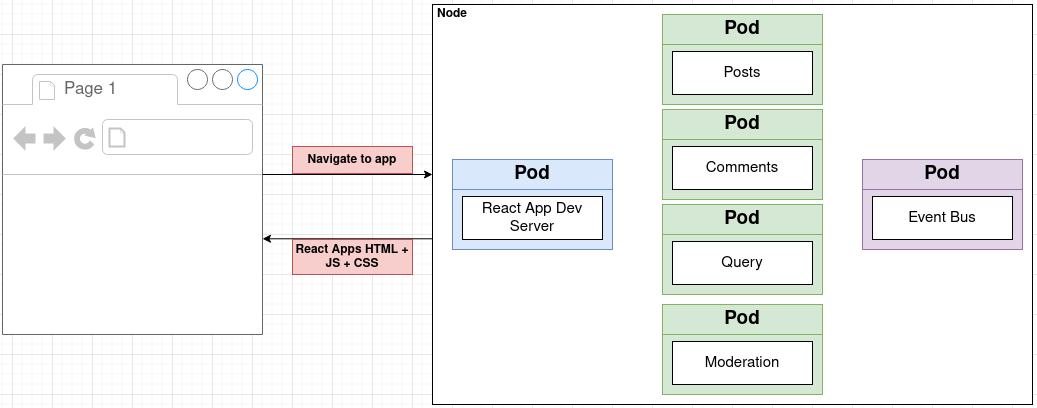 Page 1
Navigate to app
React Apps HTML +
JS + CSS
Node
Pod
React App Dev
Server
Pod
Posts
Pod
Comments
Pod
Query
Pod
Moderation
Pod
Event Bus